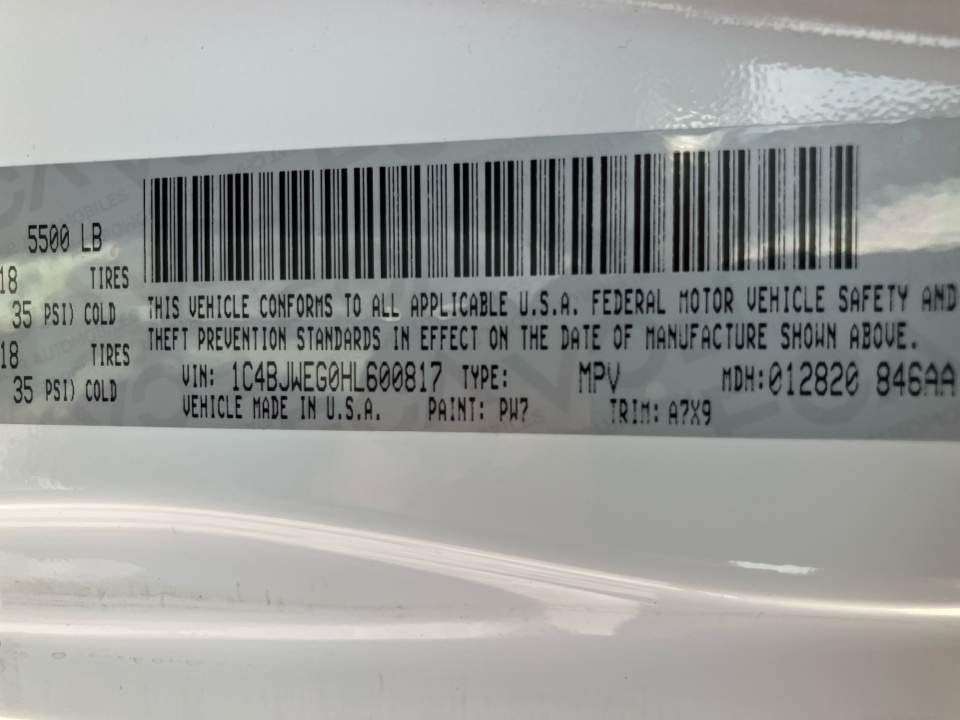 5500 LB
18 TIRES
35 PSI) COLD
18 TIRES
35 PSI) COLD
THIS VEHICLE CONFORMS TO ALL APPLICABLE U.S.A. FEDERAL MOTOR VEHICLE SAFETY AND
THEFT PREVENTION STANDARDS IN EFFECT ON THE DATE OF MANUFACTURE SHOWN ABOVE.
VIN: 1C4BJWEG0HL600817 TYPE: MPV MDH:012820 846AA
VEHICLE MADE IN U.S.A. PAINT: PW7 TRIM: A7X9